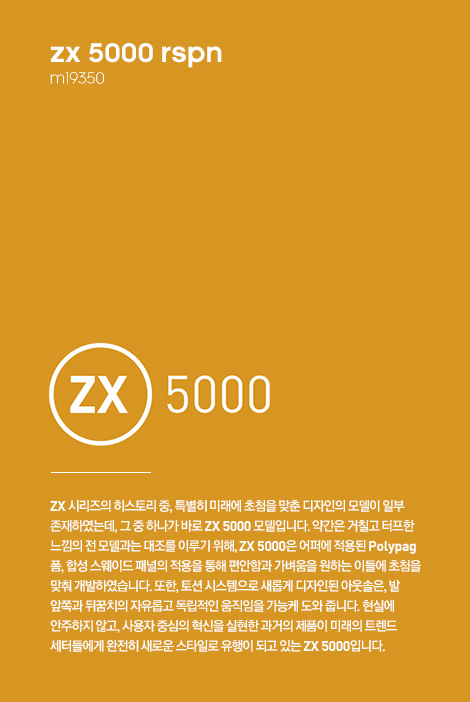 zx 5000 rspn
m19350
ZX 5000
ZX 시리즈의 히스토리 중, 특별히 미래에 초첨을 맞춘 디자인의 모델이 일부
존재하였는데, 그 중 하나가 바로 ZX 5000 모델입니다. 약간은 거칠고 터프한
느낌의 전 모델과는 대조를 이루기 위해, ZX 5000은 어퍼에 적용된 Polypag
폼, 합성 스웨이드 패널의 적용을 통해 편안함과 가벼움을 원하는 이들에 초첨을
맞춰 개발하였습니다. 또한, 토션 시스템으로 새롭게 디자인된 아웃솔은, 발
앞쪽과 뒤꿈치의 자유롭고 독립적인 움직임을 가능케 도와 줍니다. 현실에
안주하지 않고, 사용자 중심의 혁신을 실현한 과거의 제품이 미래의 트렌드
세터들에게 완전히 새로운 스타일로 유행이 되고 있는 ZX 5000입니다.